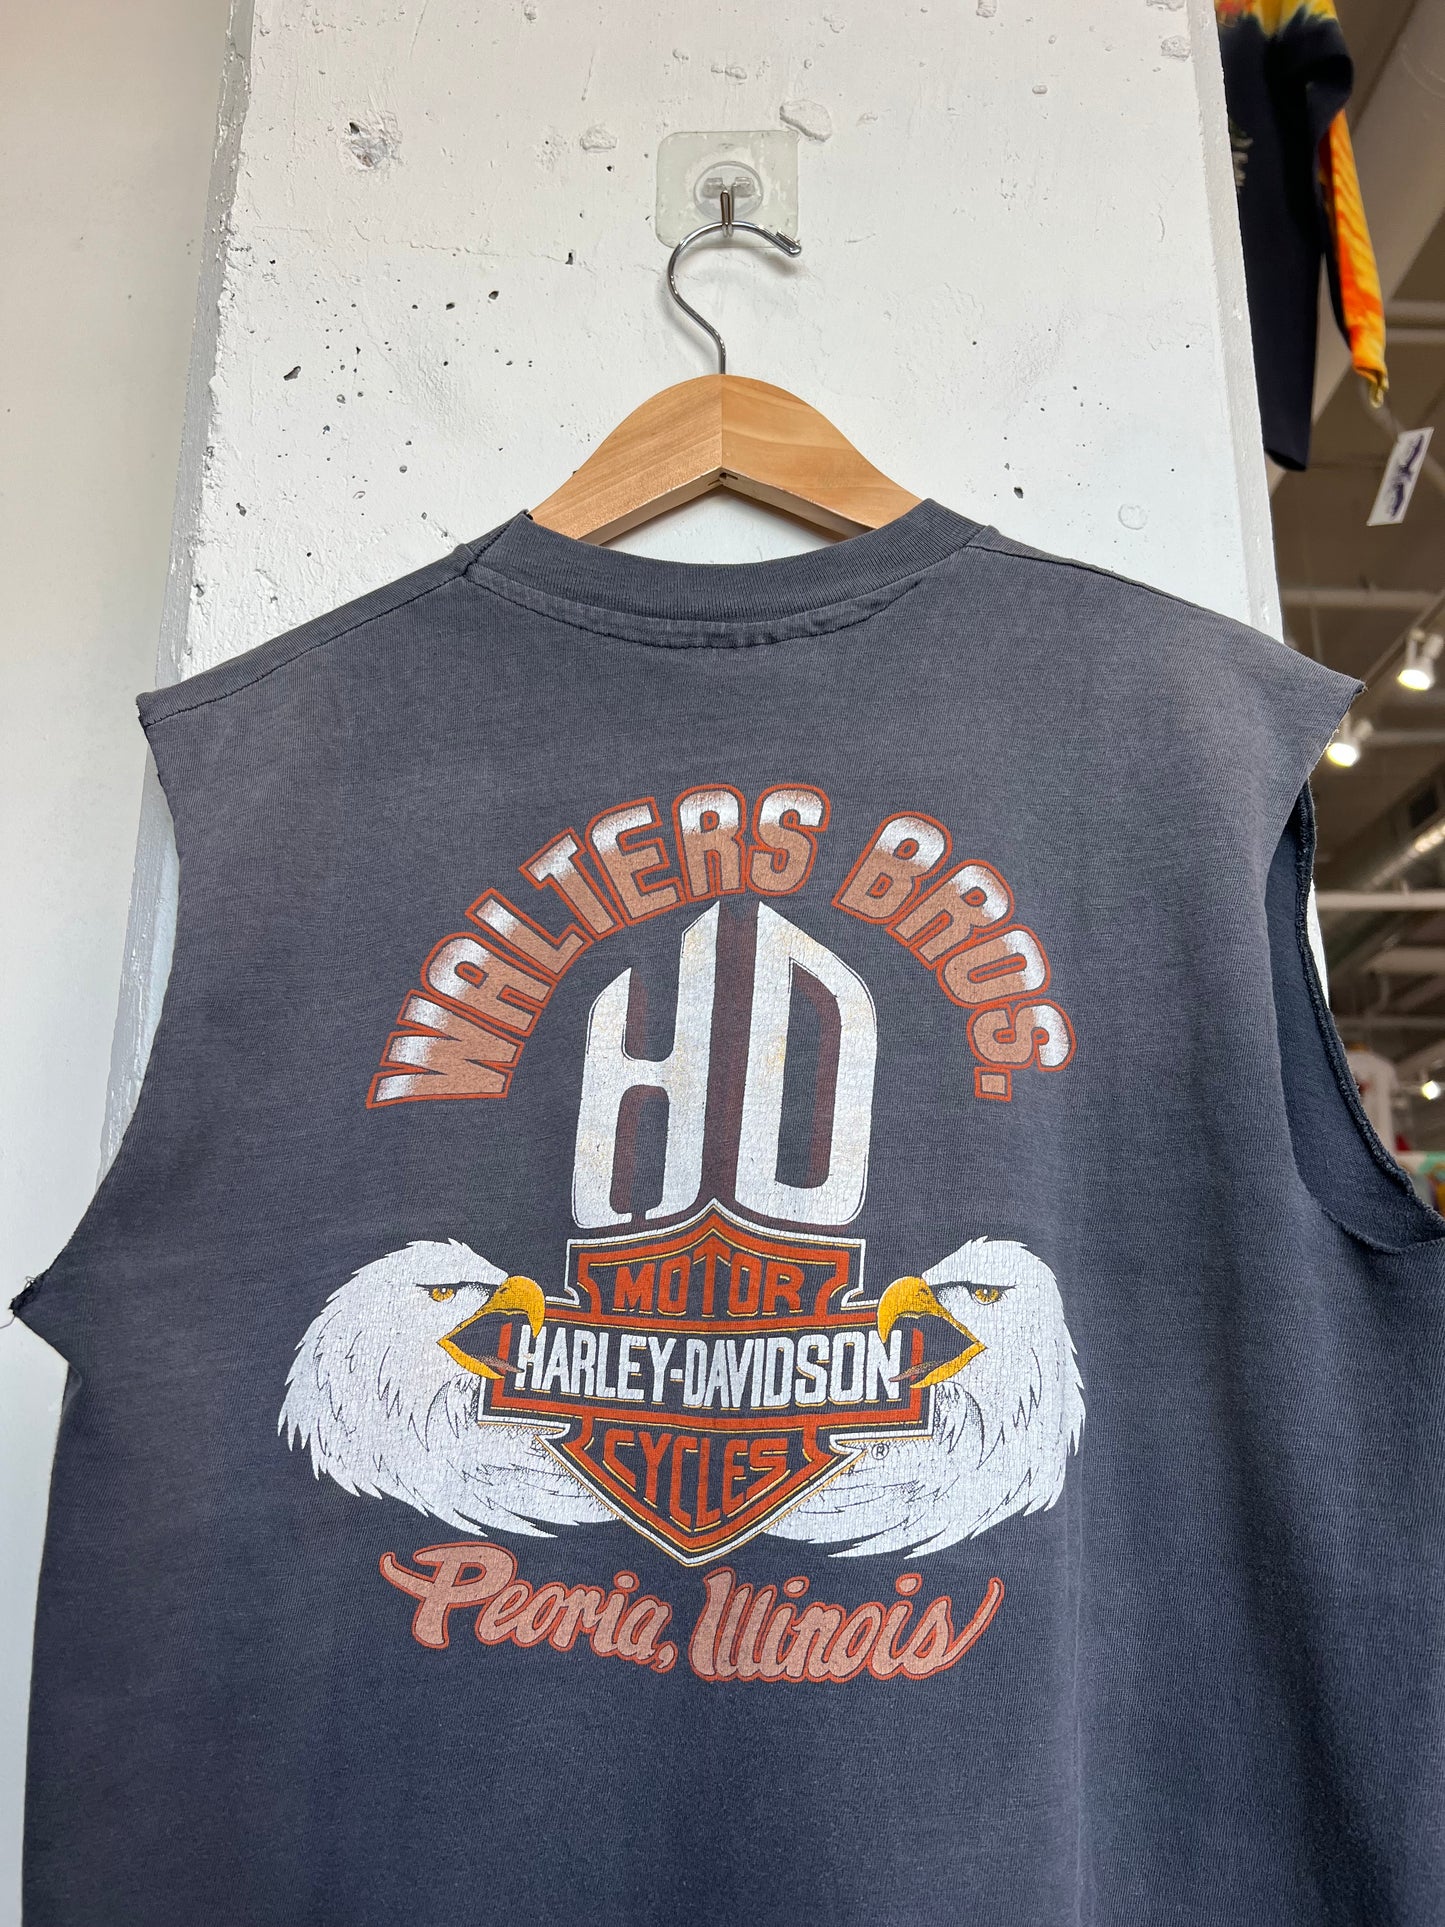 WALTERS BROS.
HD
MOTOR
HARLEY-DAVIDSON
CYCLES
®
Peoria, Illinois